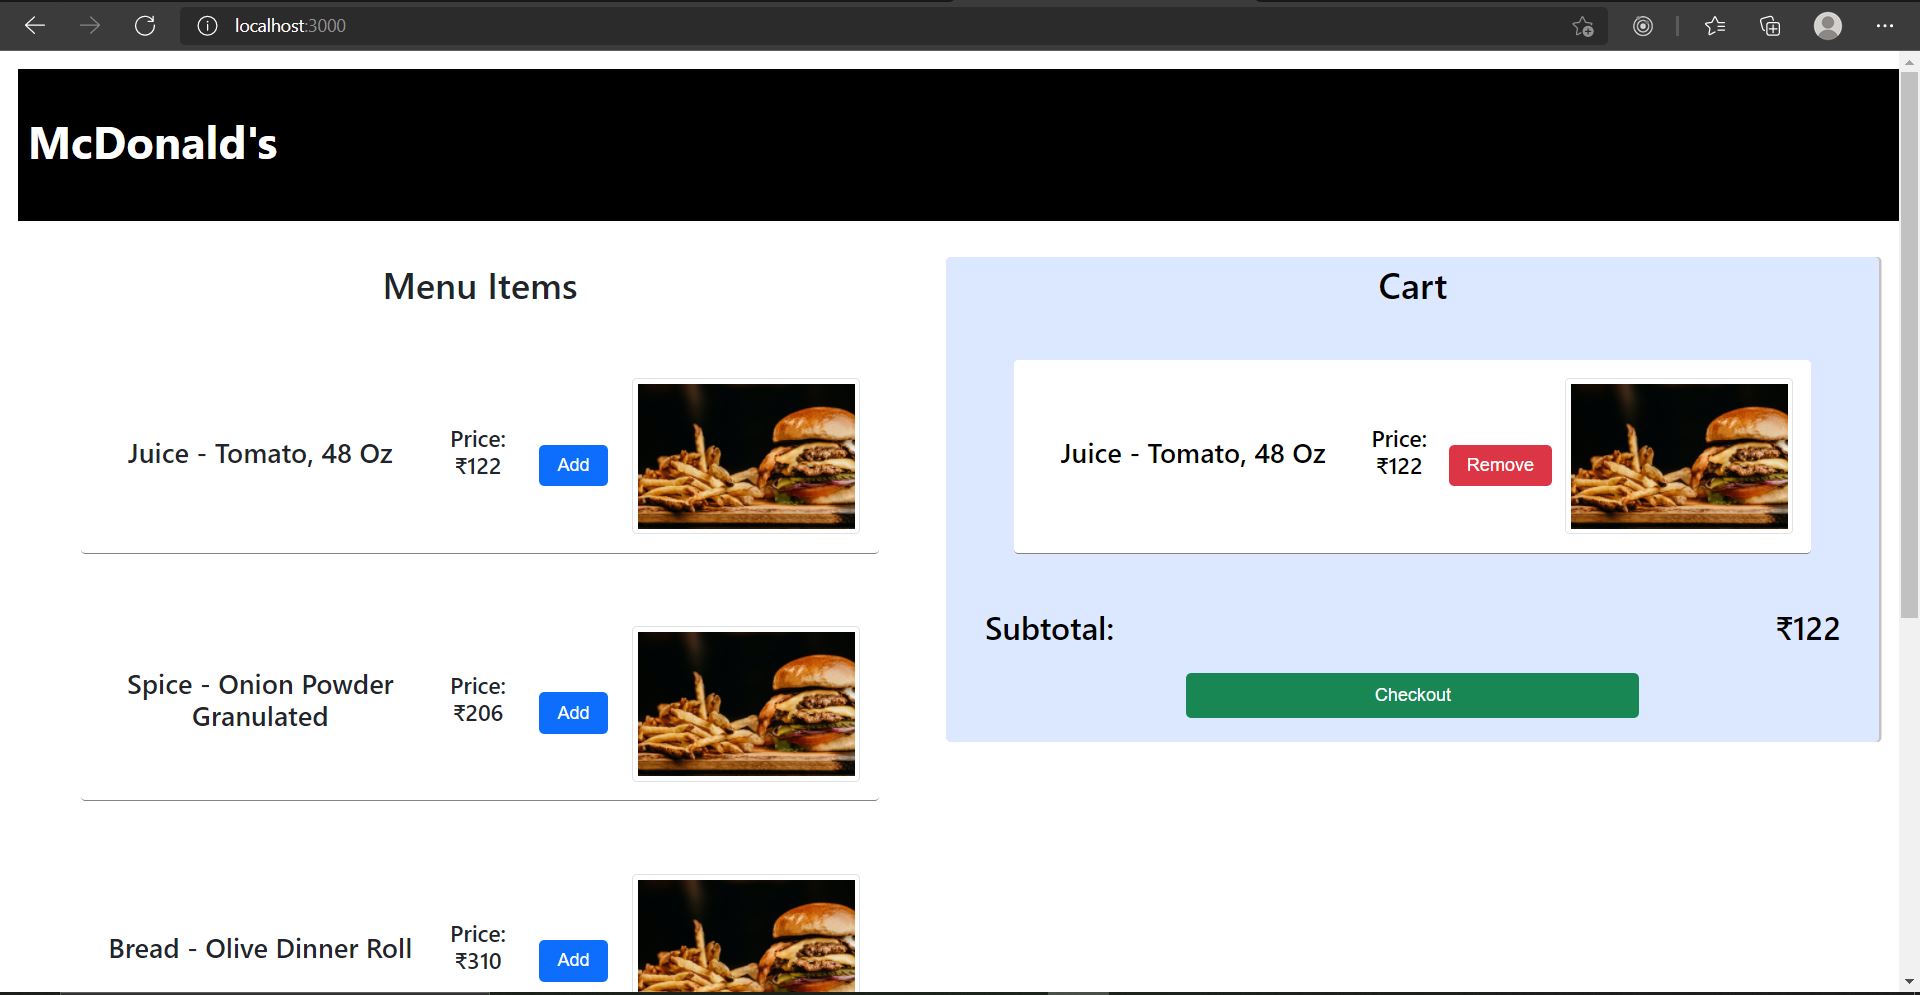 localhost:3000
McDonald's
Menu Items
Juice - Tomato, 48 Oz
Price:
₹122
Add
Spice - Onion Powder
Granulated
Price:
₹206
Add
Bread - Olive Dinner Roll
Price:
₹310
Add
Cart
Juice - Tomato, 48 Oz
Price:
₹122
Remove
Subtotal:
₹122
Checkout